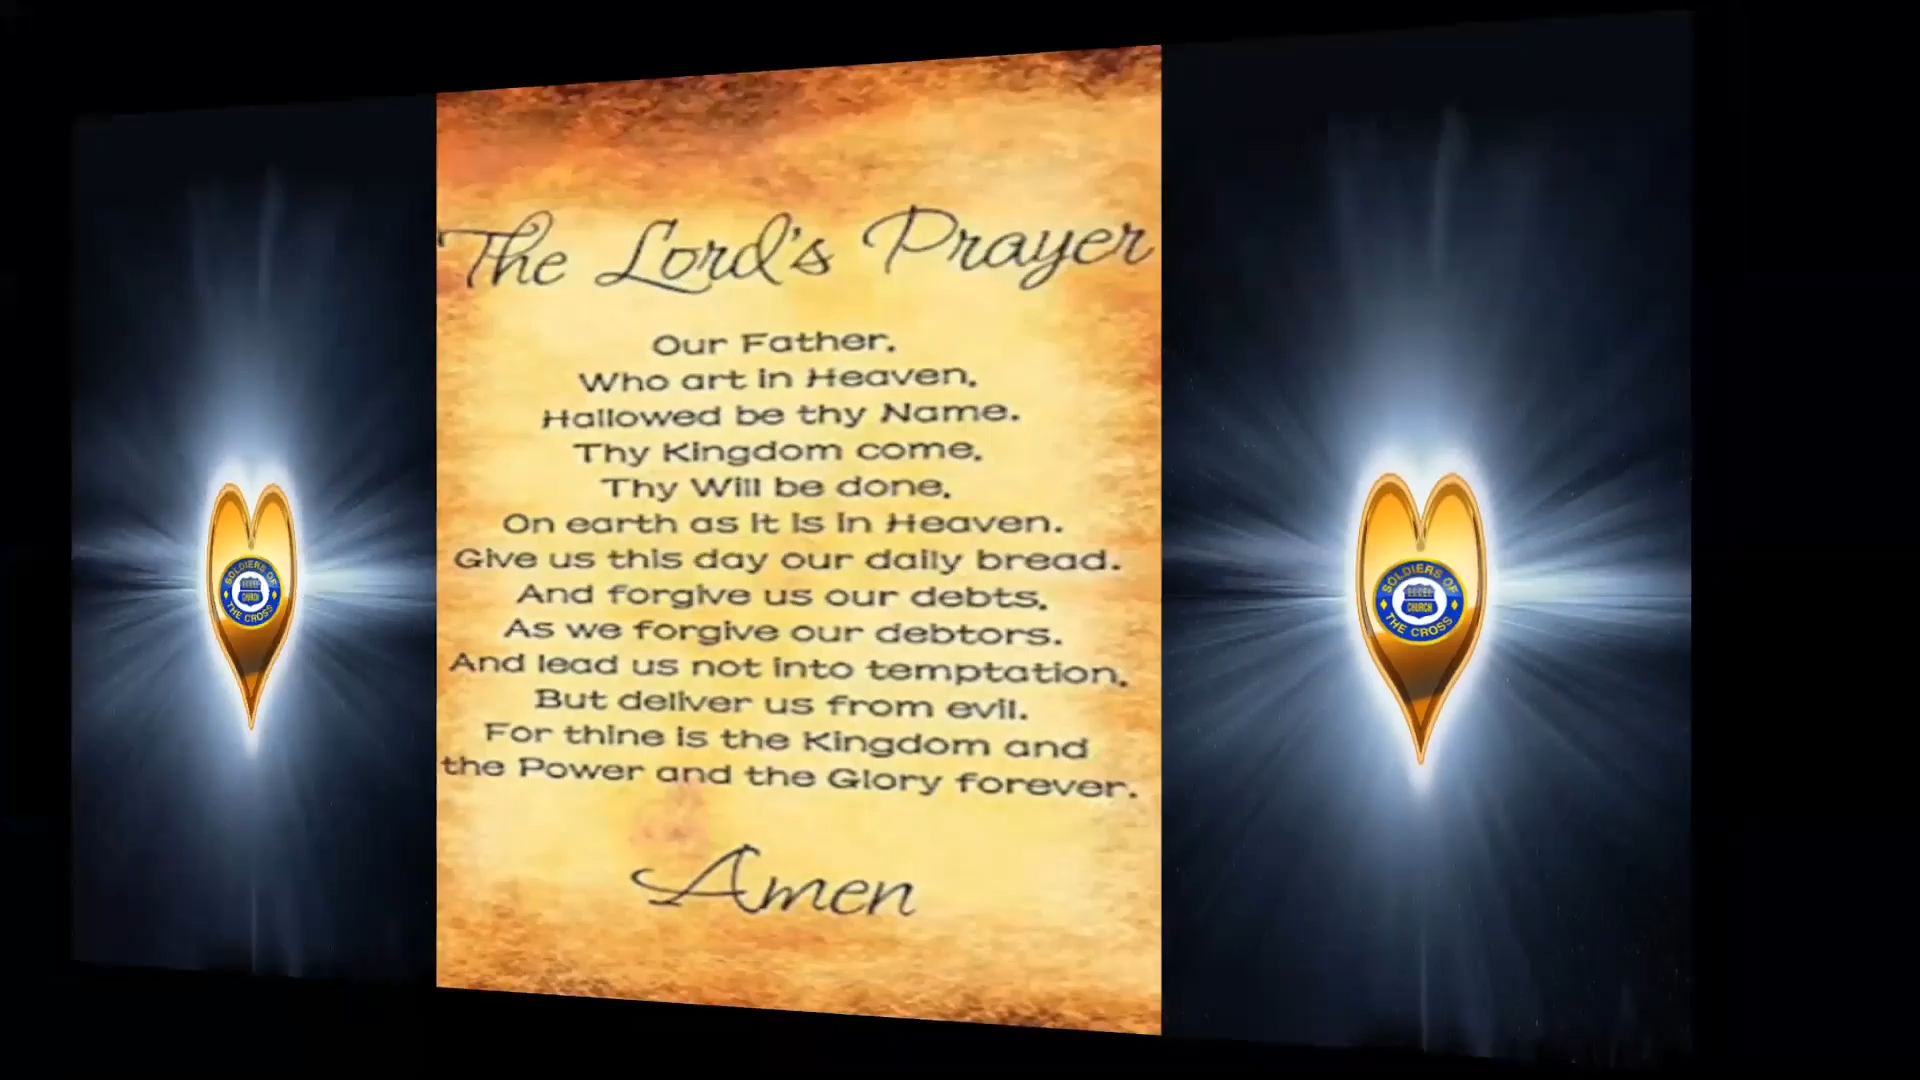 The Lord's Prayer
Our Father,
Who art in Heaven,
Hallowed be thy Name.
Thy Kingdom come,
Thy Will be done,
On earth as it is in Heaven.
Give us this day our daily bread.
And forgive us our debts,
As we forgive our debtors.
And lead us not into temptation,
But deliver us from evil.
For thine is the Kingdom and
the Power and the Glory forever.
Amen
SOLDIERS OF
CHURCH
THE CROSS
SOLDIERS OF
CHURCH
THE CROSS